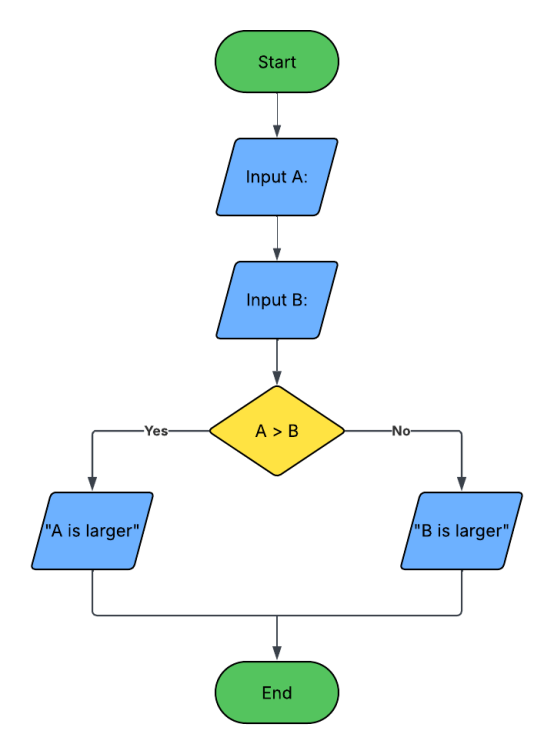 Start
Input A:
Input B:
A > B
Yes
No
"A is larger"
"B is larger"
End